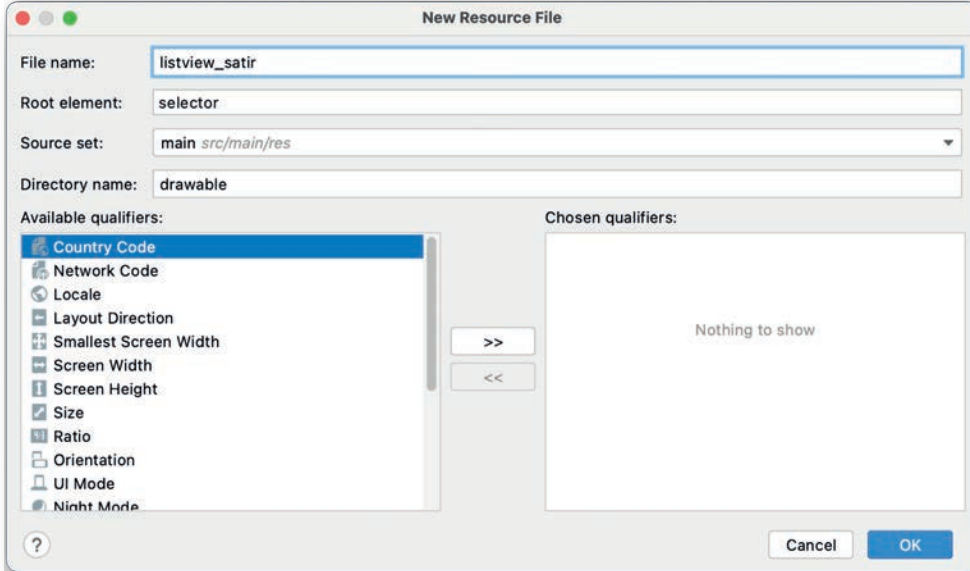 New Resource File
File name: listview_satir
Root element: selector
Source set: main src/main/res
Directory name: drawable
Available qualifiers: Chosen qualifiers:
Country Code
Network Code
Locale
Layout Direction
Smallest Screen Width
Screen Width
Screen Height
Size
Ratio
Orientation
UI Mode
Night Mode
>>
<<
Nothing to show
? Cancel OK